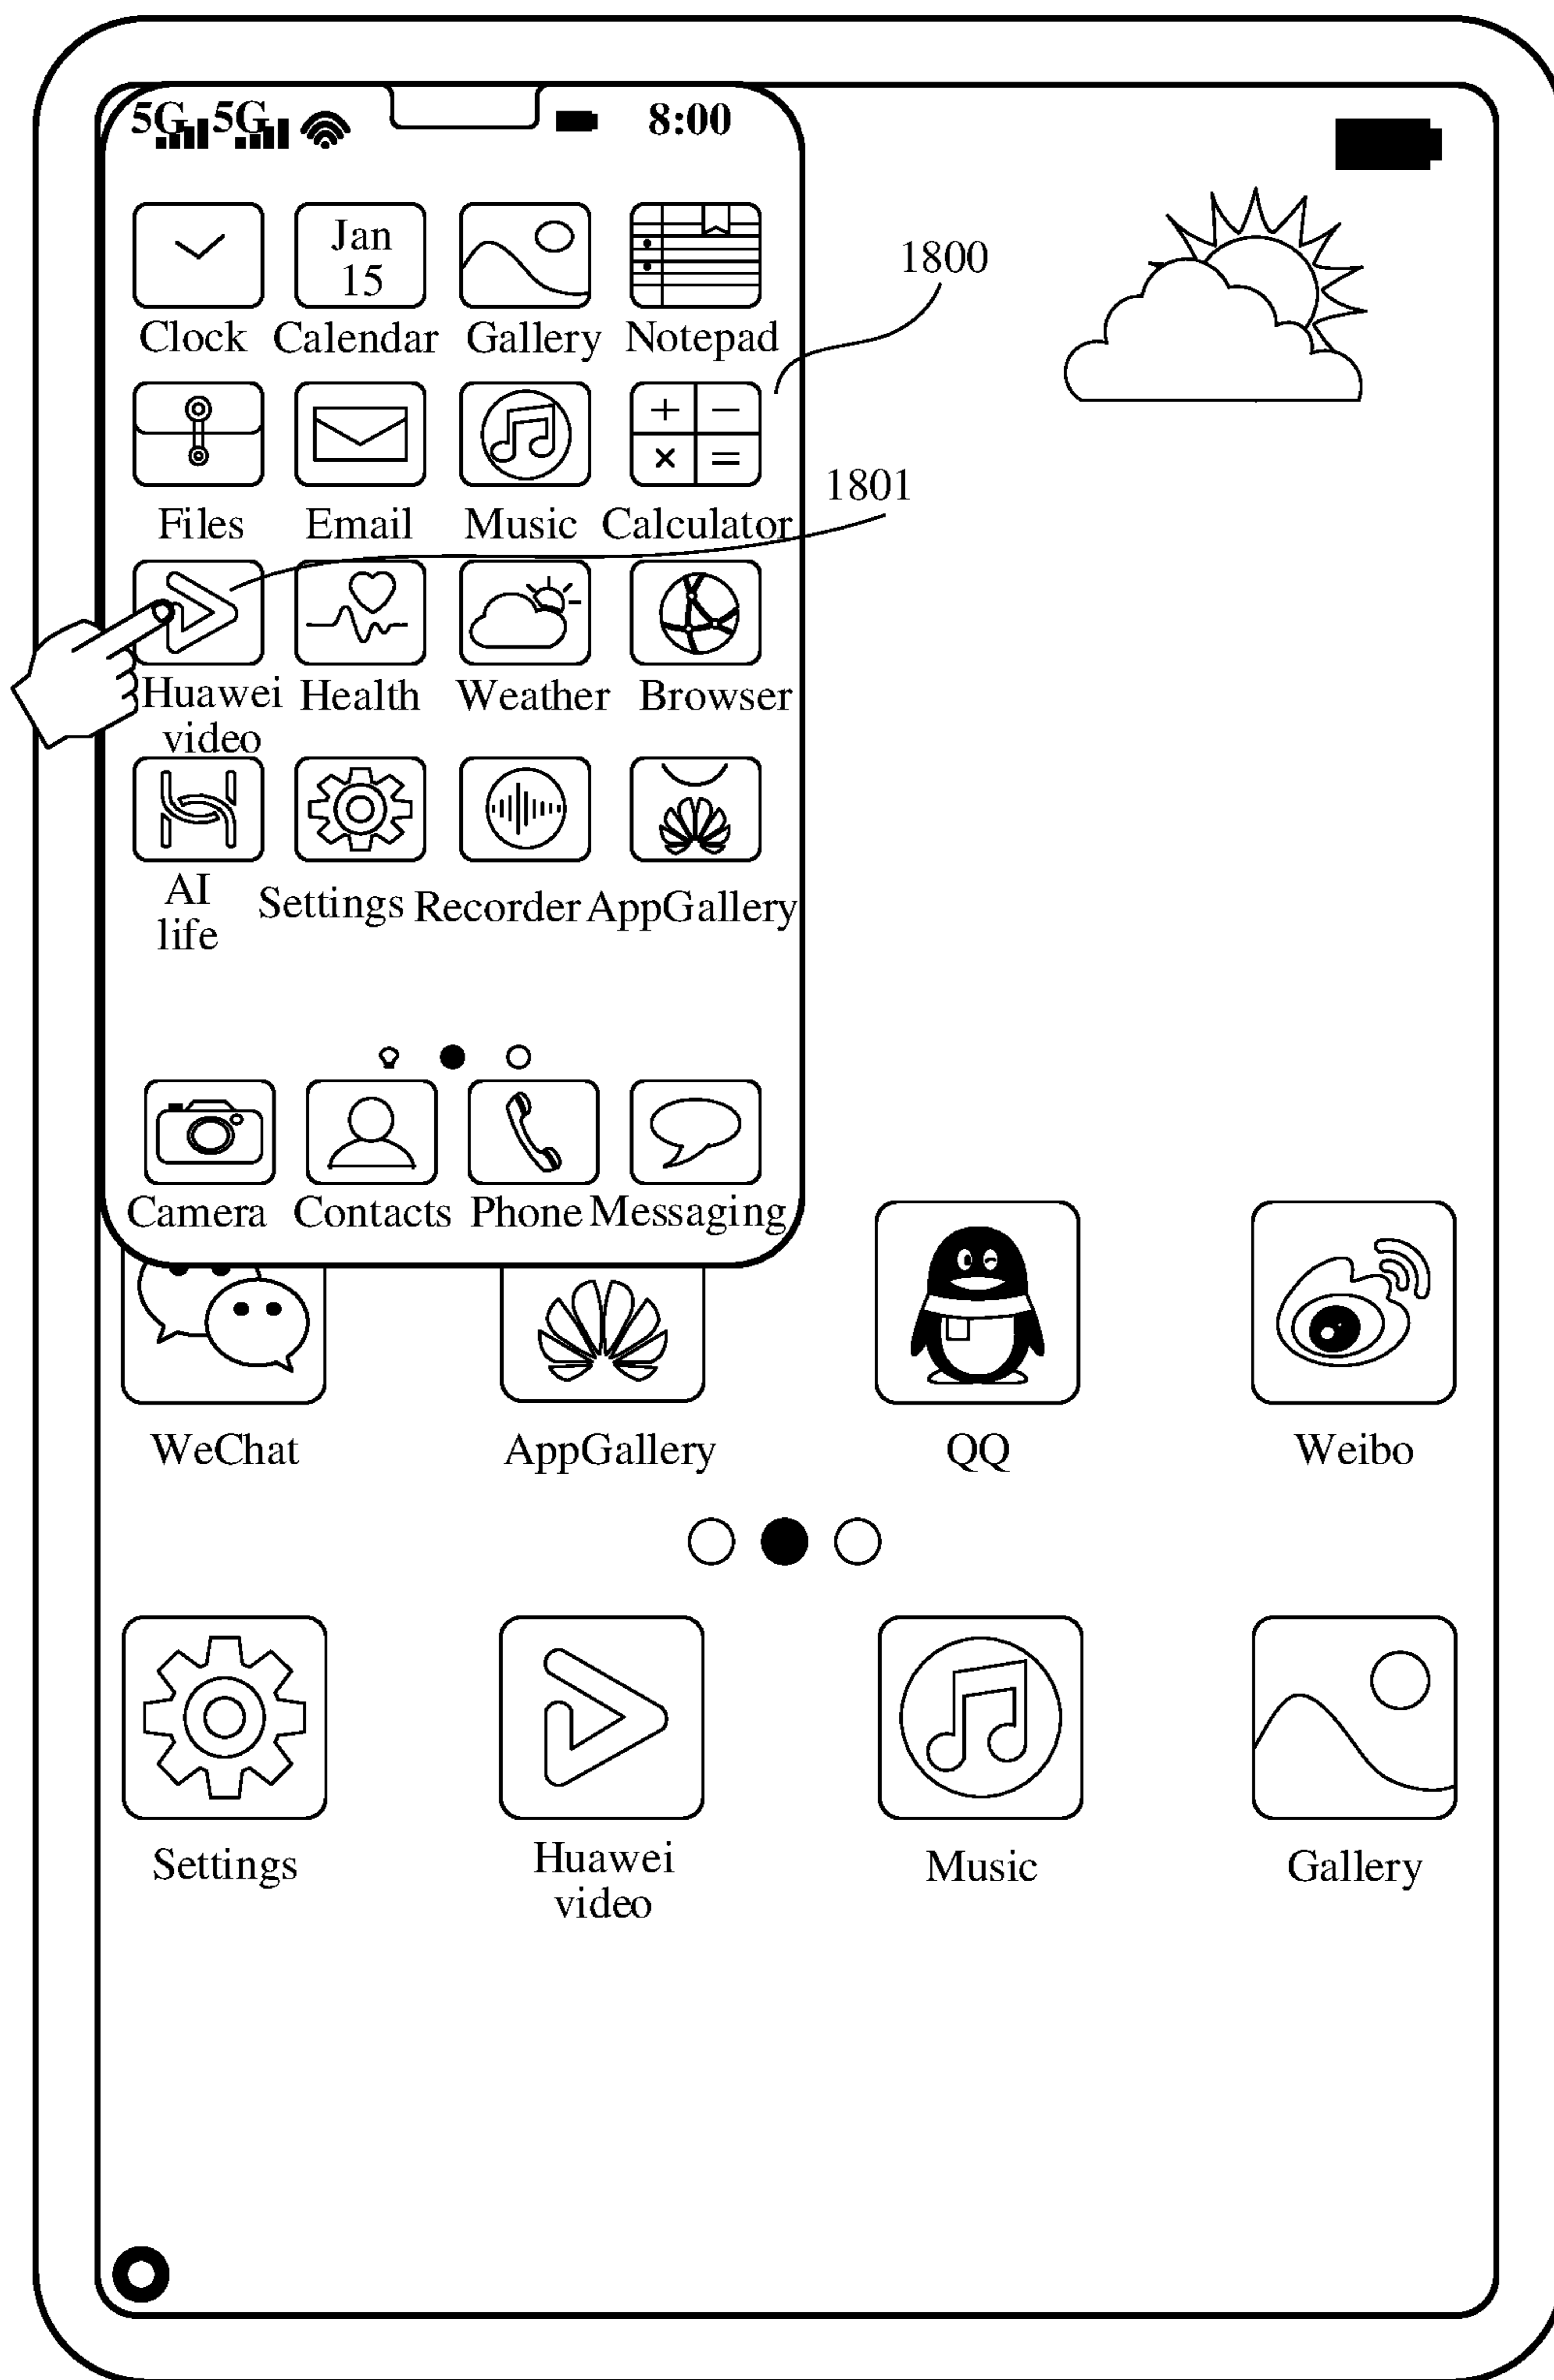 5G 5G 8:00
Jan
15
1800
Clock Calendar Gallery Notepad
+ −
× =
1801
Files Email Music Calculator
Huawei
video
Health Weather Browser
AI
life
Settings Recorder AppGallery
Camera Contacts Phone Messaging
WeChat AppGallery QQ Weibo
Settings Huawei
video
Music Gallery